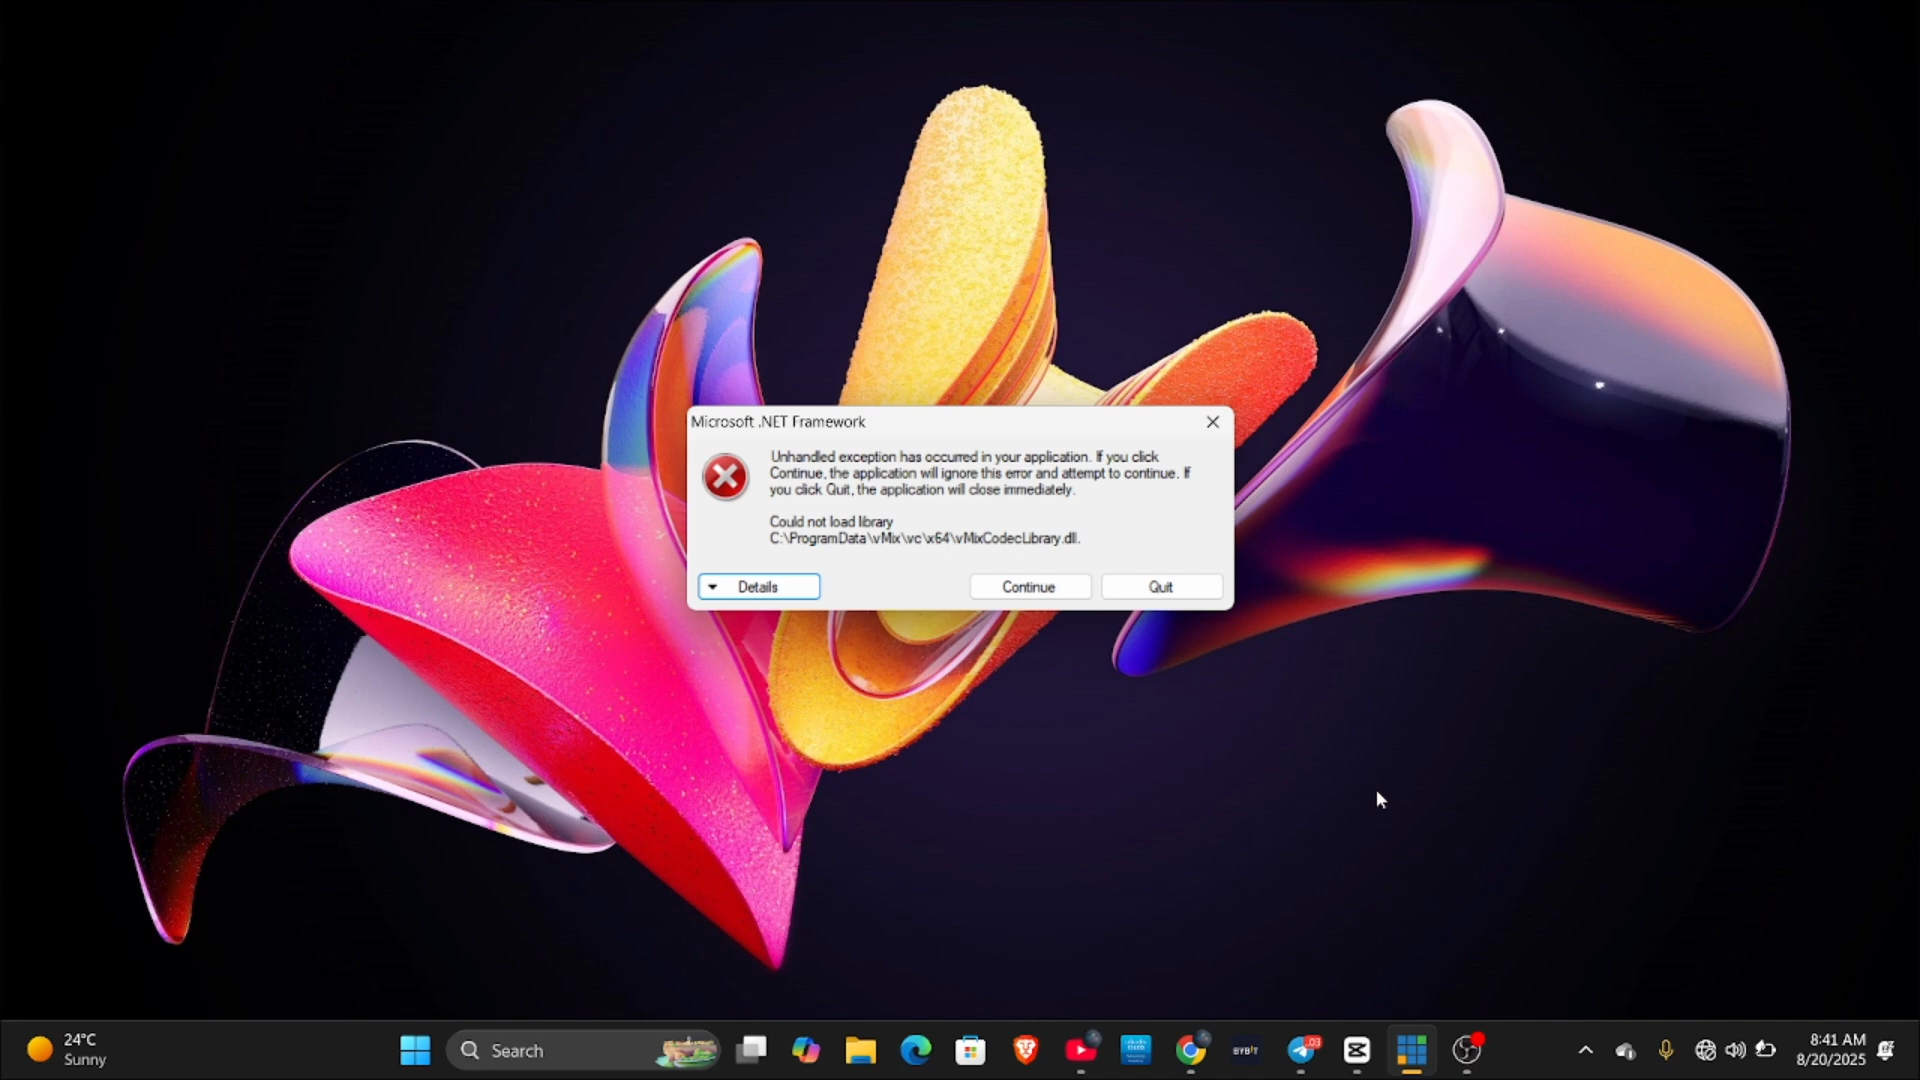 Microsoft .NET Framework
Unhandled exception has occurred in your application. If you click
Continue, the application will ignore this error and attempt to continue. If
you click Quit, the application will close immediately.
Could not load library
C:\ProgramData\vMix\vc\x64\vMixCodecLibrary.dll.
Details
Continue
Quit
24°C
Sunny
Search
BYBIT
03
8:41 AM
8/20/2025